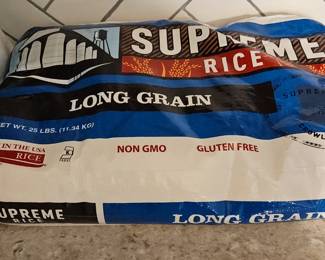 SUPREME
RICE
LONG GRAIN
NET WT. 25 LBS. (11.34 KG)
IN THE USA
RICE
NON GMO
GLUTEN FREE
SUPREME
RICE
LONG GRAIN